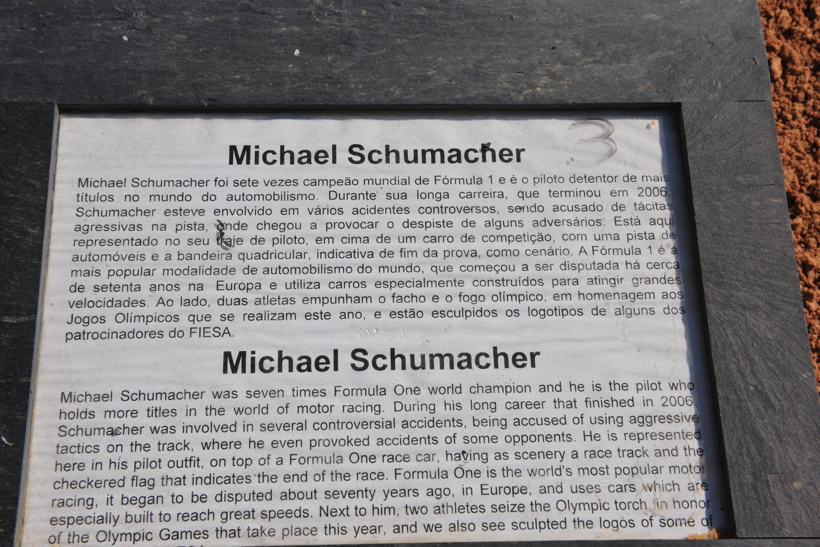 3
Michael Schumacher
Michael Schumacher foi sete vezes campeão mundial de Fórmula 1 e é o piloto detentor de mais
títulos no mundo do automobilismo. Durante sua longa carreira, que terminou em 2006,
Schumacher esteve envolvido em vários acidentes controversos, sendo acusado de tácitas
agressivas na pista, onde chegou a provocar o despiste de alguns adversários. Está aqui
representado no seu traje de piloto, em cima de um carro de competição, com uma pista de
automóveis e a bandeira quadricular, indicativa de fim da prova, como cenário. A Fórmula 1 é a
mais popular modalidade de automobilismo do mundo, que começou a ser disputada há cerca
de setenta anos na Europa e utiliza carros especialmente construídos para atingir grandes
velocidades. Ao lado, duas atletas empunham o facho e o fogo olímpico, em homenagem aos
Jogos Olímpicos que se realizam este ano, e estão esculpidos os logotipos de alguns dos
patrocinadores do FIESA.
Michael Schumacher
Michael Schumacher was seven times Formula One world champion and he is the pilot who
holds more titles in the world of motor racing. During his long career that finished in 2006,
Schumacher was involved in several controversial accidents, being accused of using aggressive
tactics on the track, where he even provoked accidents of some opponents. He is represented
here in his pilot outfit, on top of a Formula One race car, having as scenery a race track and the
checkered flag that indicates the end of the race. Formula One is the world's most popular motor
racing, it began to be disputed about seventy years ago, in Europe, and uses cars which are
especially built to reach great speeds. Next to him, two athletes seize the Olympic torch, in honor
of the Olympic Games that take place this year, and we also see sculpted the logos of some of